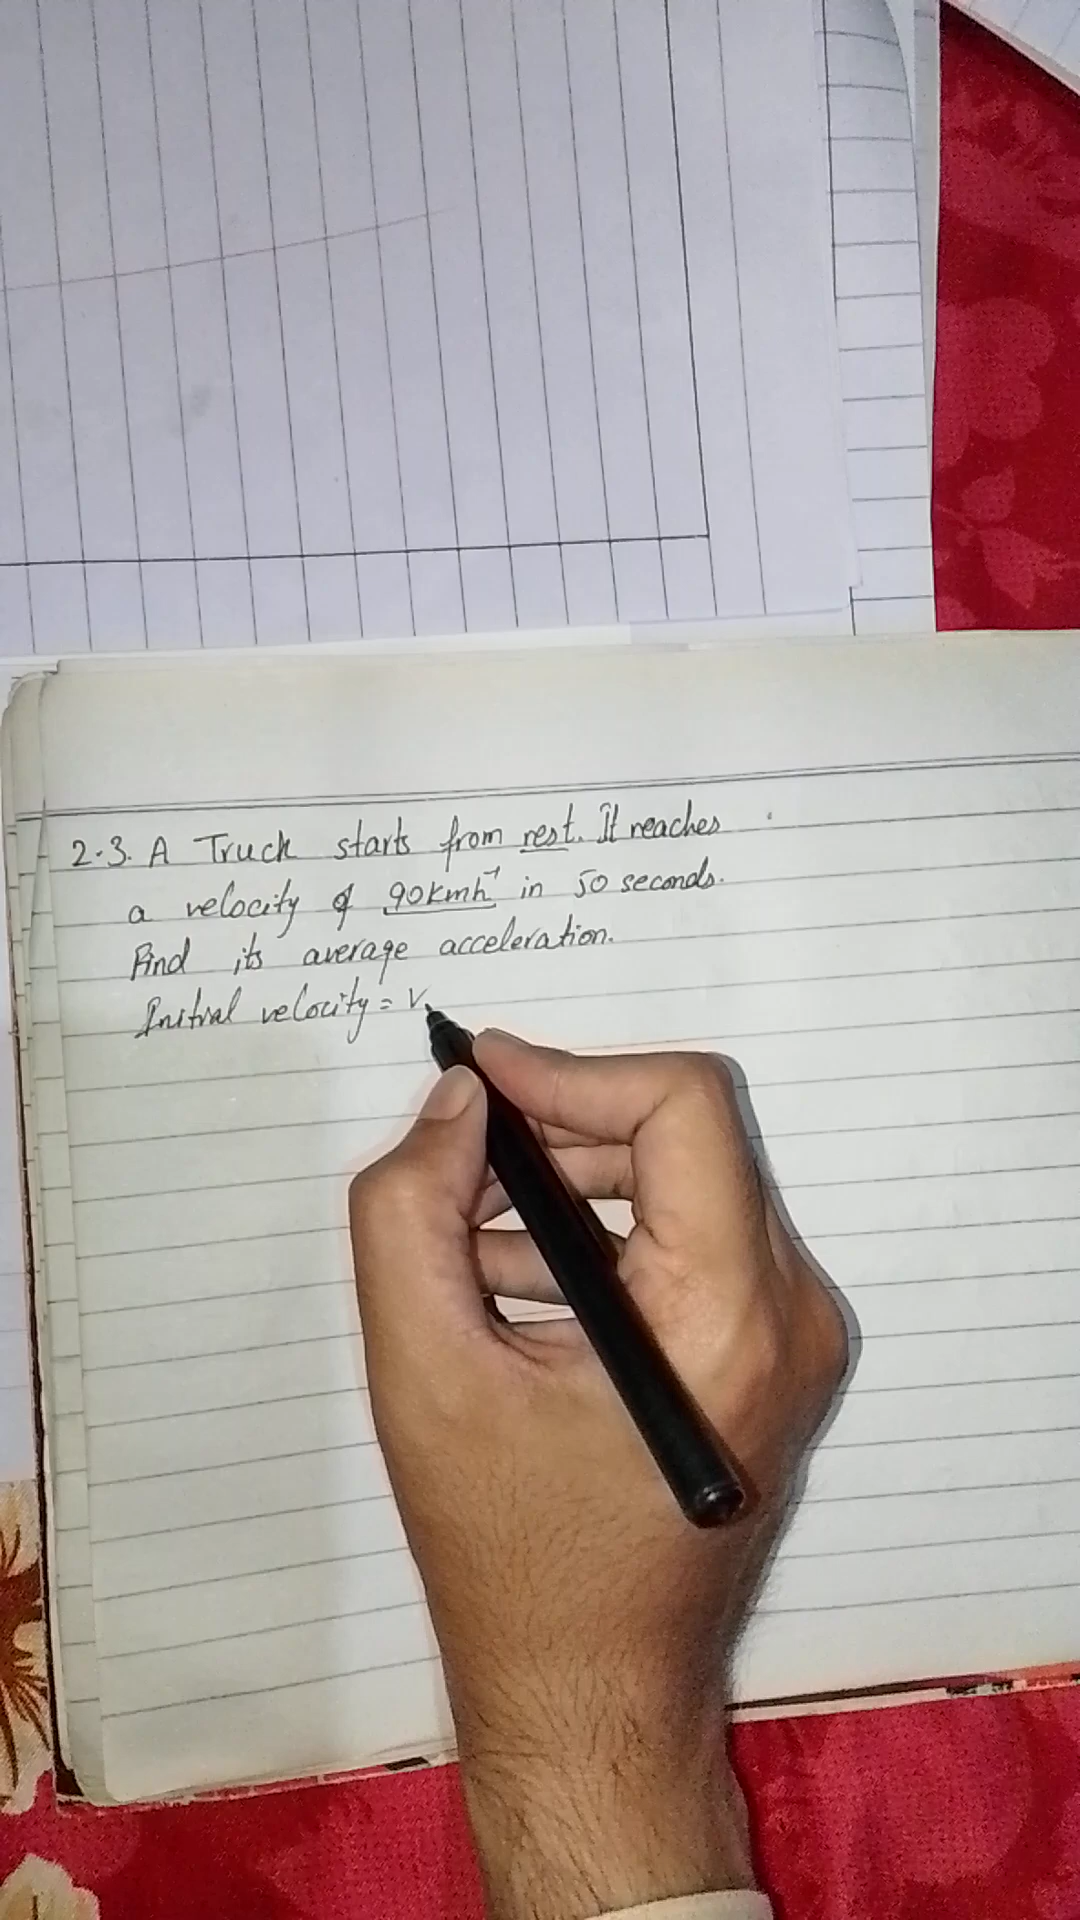 2.3. A Truck starts from rest. It reaches
a velocity of 90kmh⁻¹ in 50 seconds.
Find its average acceleration.
Initial velocity = V